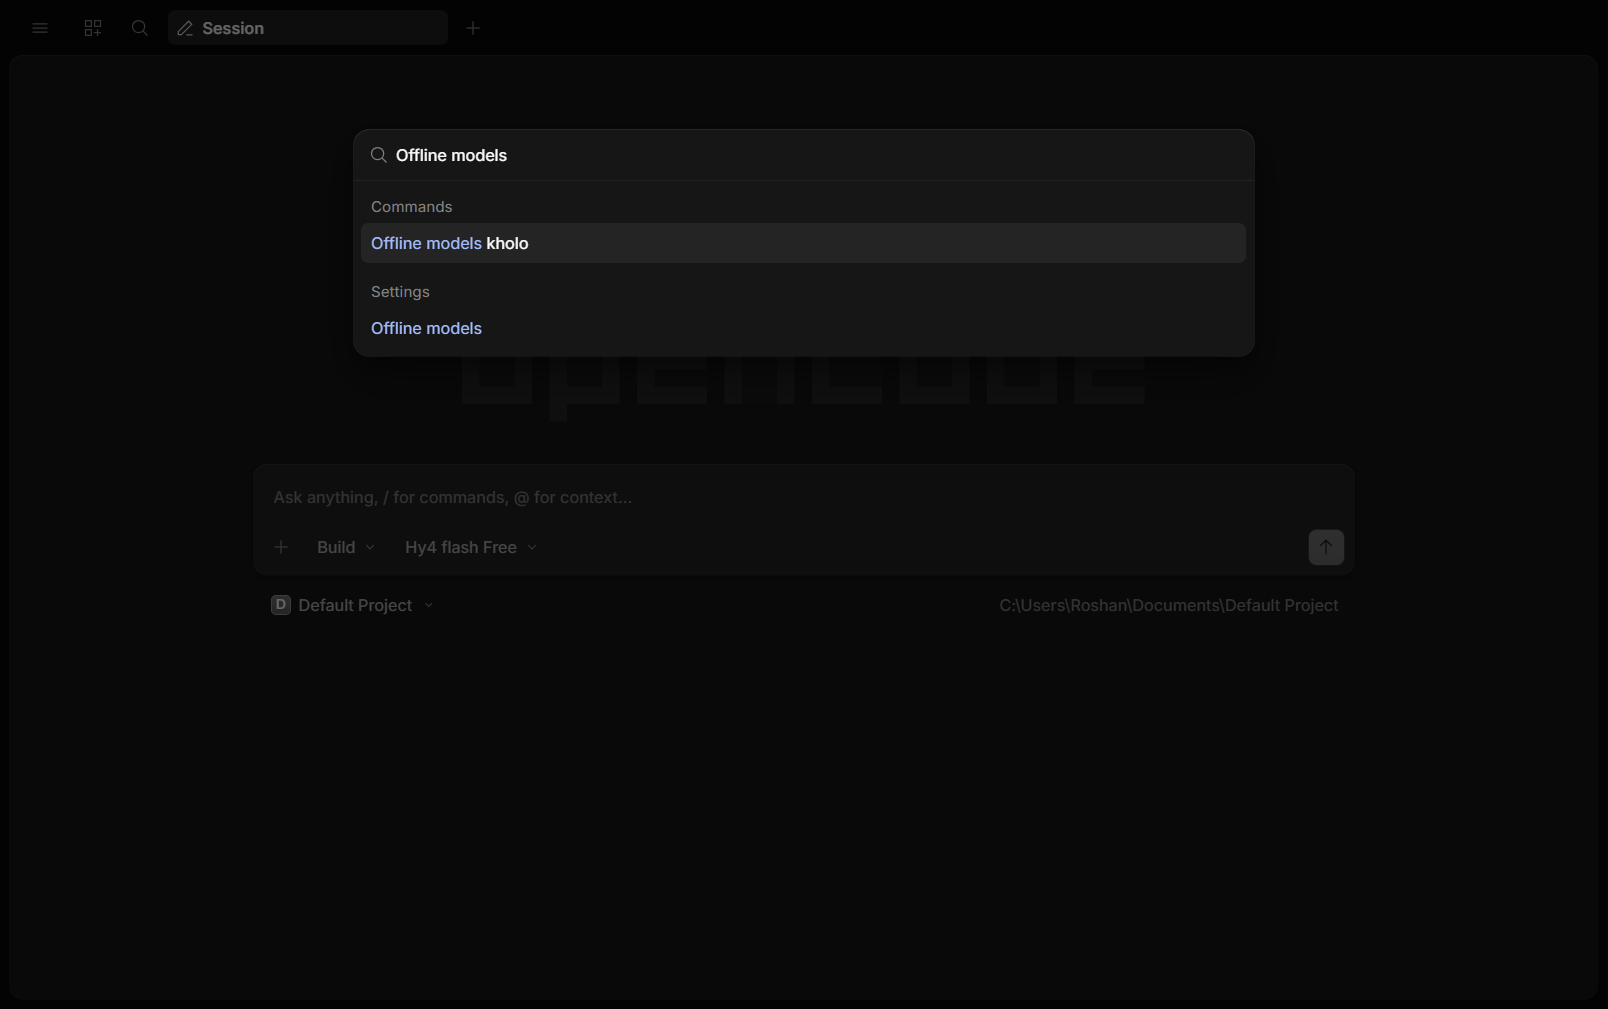 Session
Offline models
Commands
Offline models kholo
Settings
Offline models
opencode
Ask anything, / for commands, @ for context...
Build
Hy4 flash Free
D Default Project
C:\Users\Roshan\Documents\Default Project